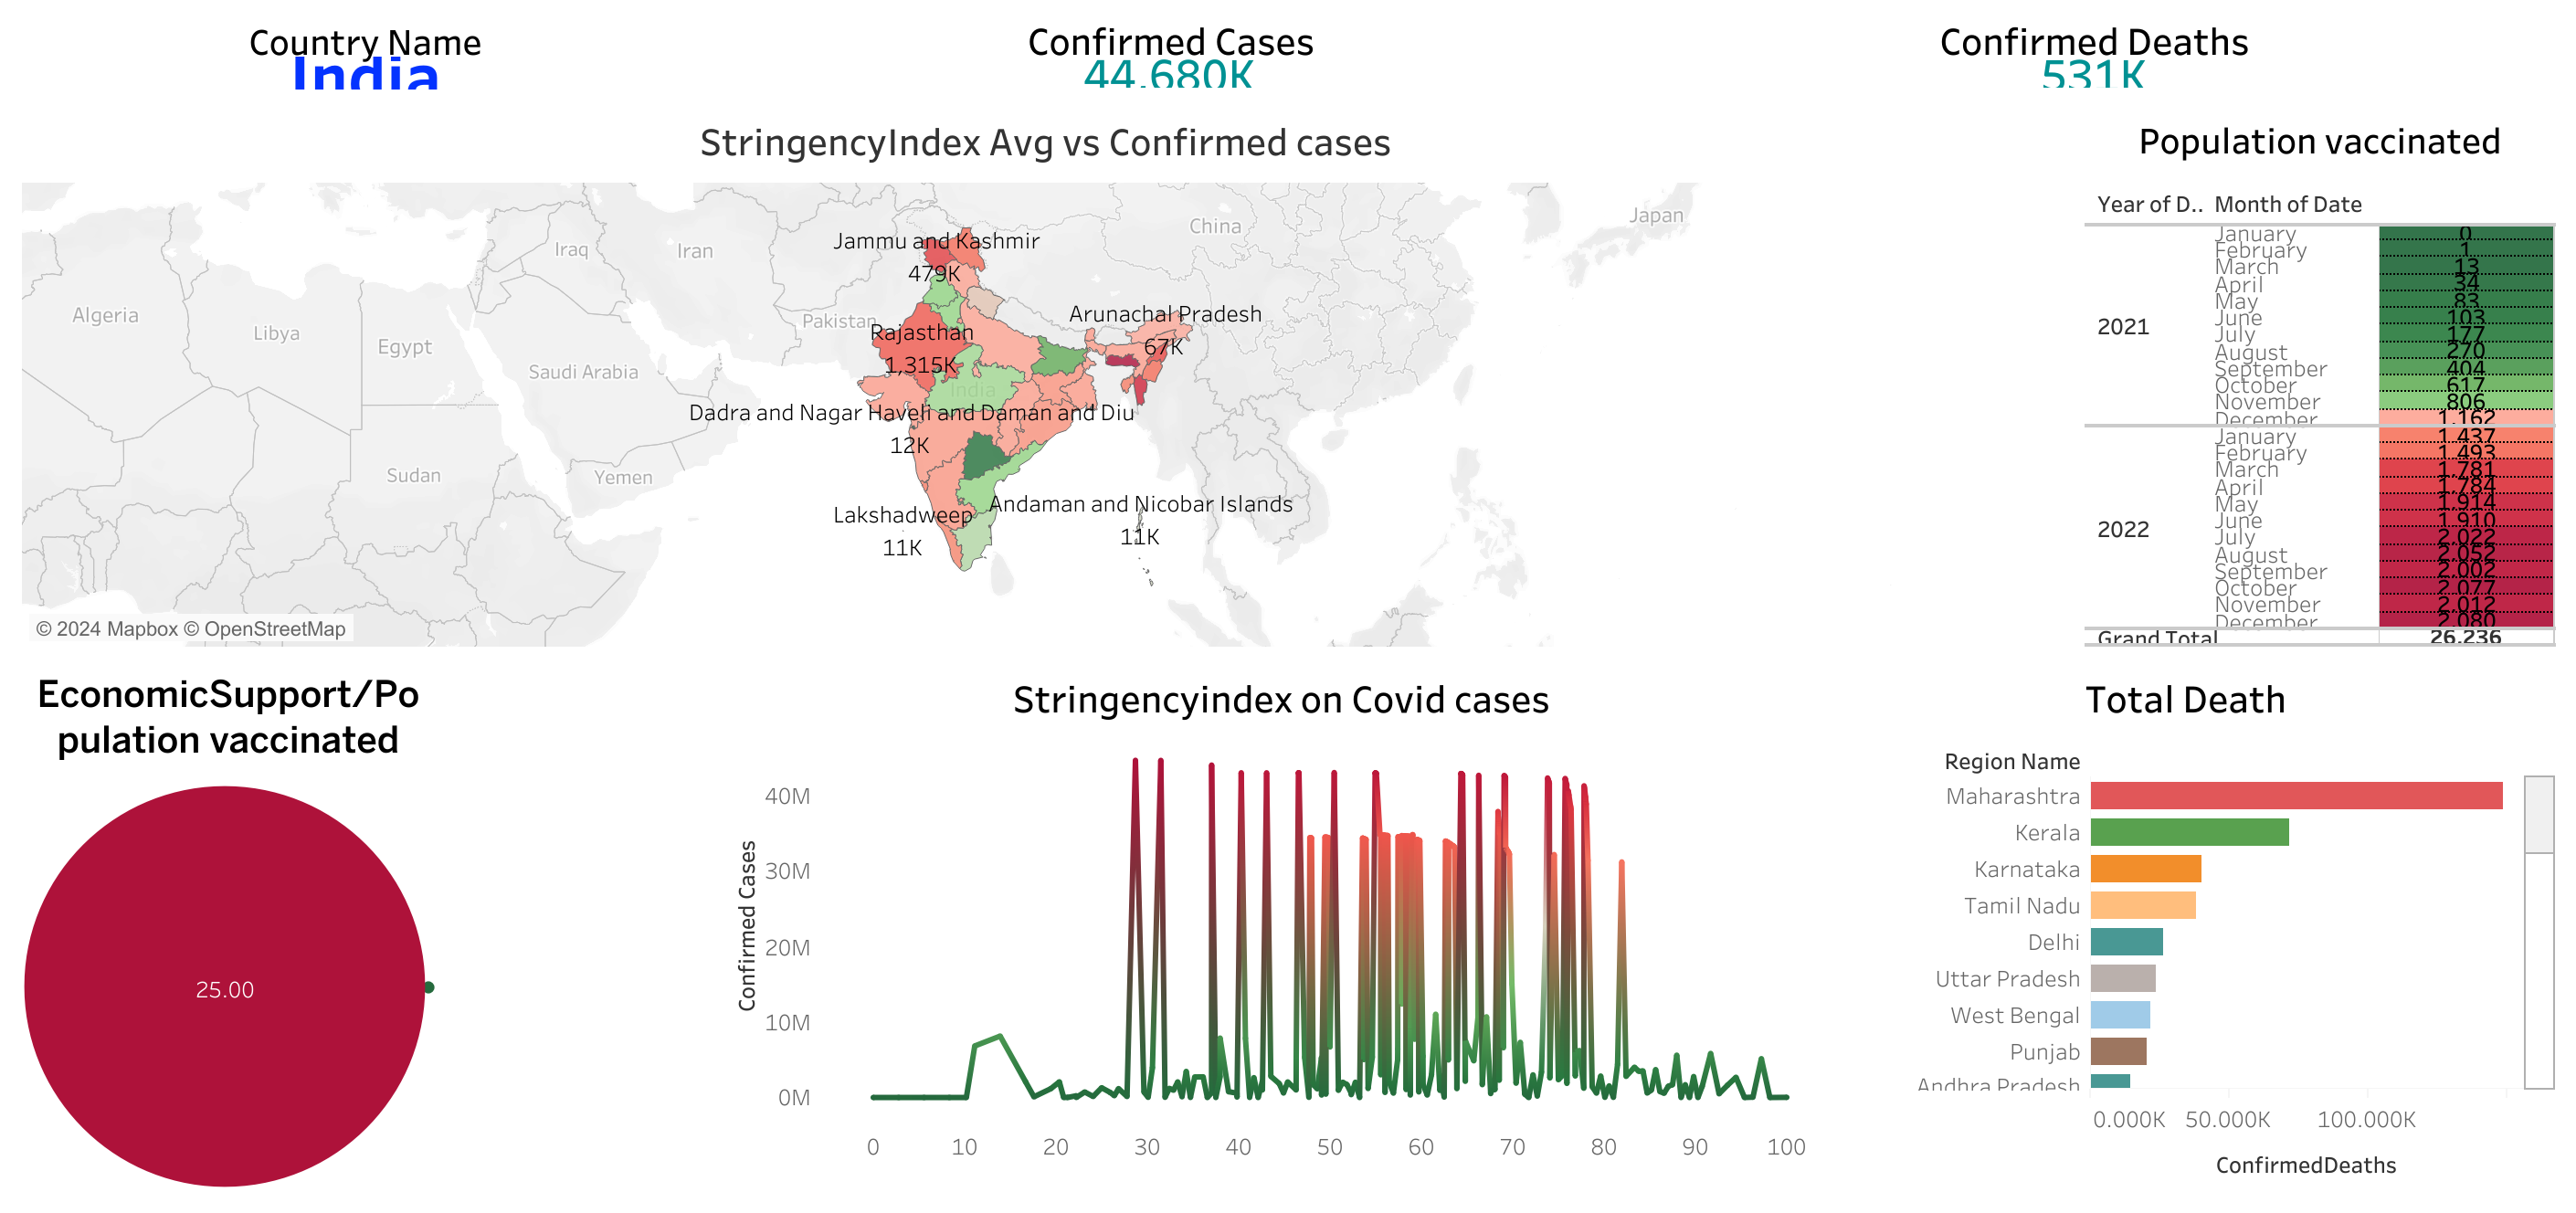 Country Name
India
Confirmed Cases
44,680K
Confirmed Deaths
531K
StringencyIndex Avg vs Confirmed cases
Algeria
Libya
Egypt
Sudan
Iraq
Iran
Saudi Arabia
Yemen
Pakistan
China
Japan
India
Jammu and Kashmir
479K
Rajasthan
1,315K
Arunachal Pradesh
67K
Dadra and Nagar Haveli and Daman and Diu
12K
Lakshadweep
11K
Andaman and Nicobar Islands
11K
© 2024 Mapbox © OpenStreetMap
Population vaccinated
Year of D.. Month of Date
2021
January 0
February 1
March 13
April 34
May 83
June 103
July 177
August 270
September 404
October 617
November 806
December 1,162
2022
January 1,437
February 1,493
March 1,781
April 1,784
May 1,914
June 1,910
July 2,022
August 2,052
September 2,002
October 2,077
November 2,012
December 2,080
Grand Total 26,236
EconomicSupport/Po
pulation vaccinated
25.00
Stringencyindex on Covid cases
Confirmed Cases
40M
30M
20M
10M
0M
0 10 20 30 40 50 60 70 80 90 100
Total Death
Region Name
Maharashtra
Kerala
Karnataka
Tamil Nadu
Delhi
Uttar Pradesh
West Bengal
Punjab
Andhra Pradesh
0.000K 50.000K 100.000K
ConfirmedDeaths